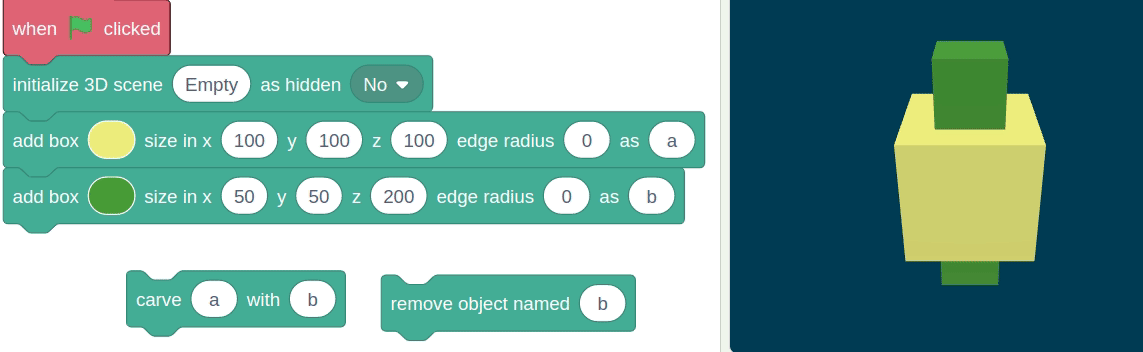 when clicked
initialize 3D scene Empty as hidden No
add box size in x 100 y 100 z 100 edge radius 0 as a
add box size in x 50 y 50 z 200 edge radius 0 as b
carve a with b
remove object named b